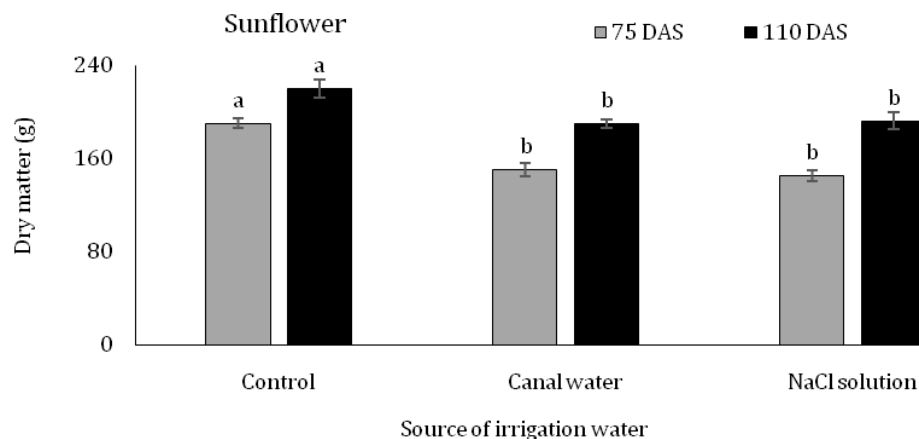 Sunflower
75 DAS
110 DAS
240
160
80
0
Dry matter (g)
a
a
b
b
b
b
Control
Canal water
NaCl solution
Source of irrigation water